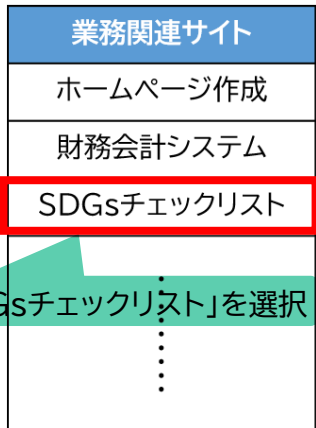 業務関連サイト
ホームページ作成
財務会計システム
SDGsチェックリスト
Gsチェックリスト」を選択